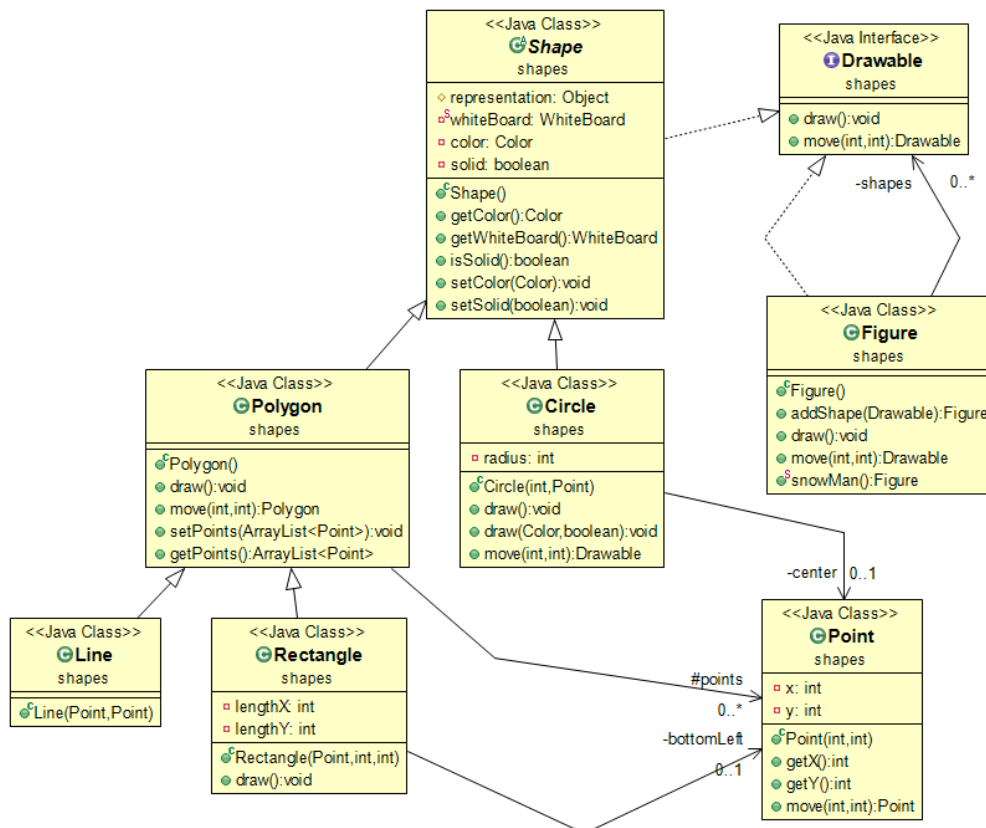 <<Java Class>>
Shape
shapes
representation: Object
whiteBoard: WhiteBoard
color: Color
solid: boolean
Shape()
getColor():Color
getWhiteBoard():WhiteBoard
isSolid():boolean
setColor(Color):void
setSolid(boolean):void
<<Java Interface>>
Drawable
shapes
draw():void
move(int,int):Drawable
-shapes
0..*
<<Java Class>>
Figure
shapes
Figure()
addShape(Drawable):Figure
draw():void
move(int,int):Drawable
snowMan():Figure
<<Java Class>>
Polygon
shapes
Polygon()
draw():void
move(int,int):Polygon
setPoints(ArrayList<Point>):void
getPoints():ArrayList<Point>
<<Java Class>>
Circle
shapes
radius: int
Circle(int,Point)
draw():void
draw(Color,boolean):void
move(int,int):Drawable
-center
0..1
<<Java Class>>
Line
shapes
Line(Point,Point)
<<Java Class>>
Rectangle
shapes
lengthX: int
lengthY: int
Rectangle(Point,int,int)
draw():void
#points
0..*
-bottomLeft
0..1
<<Java Class>>
Point
shapes
x: int
y: int
Point(int,int)
getX():int
getY():int
move(int,int):Point